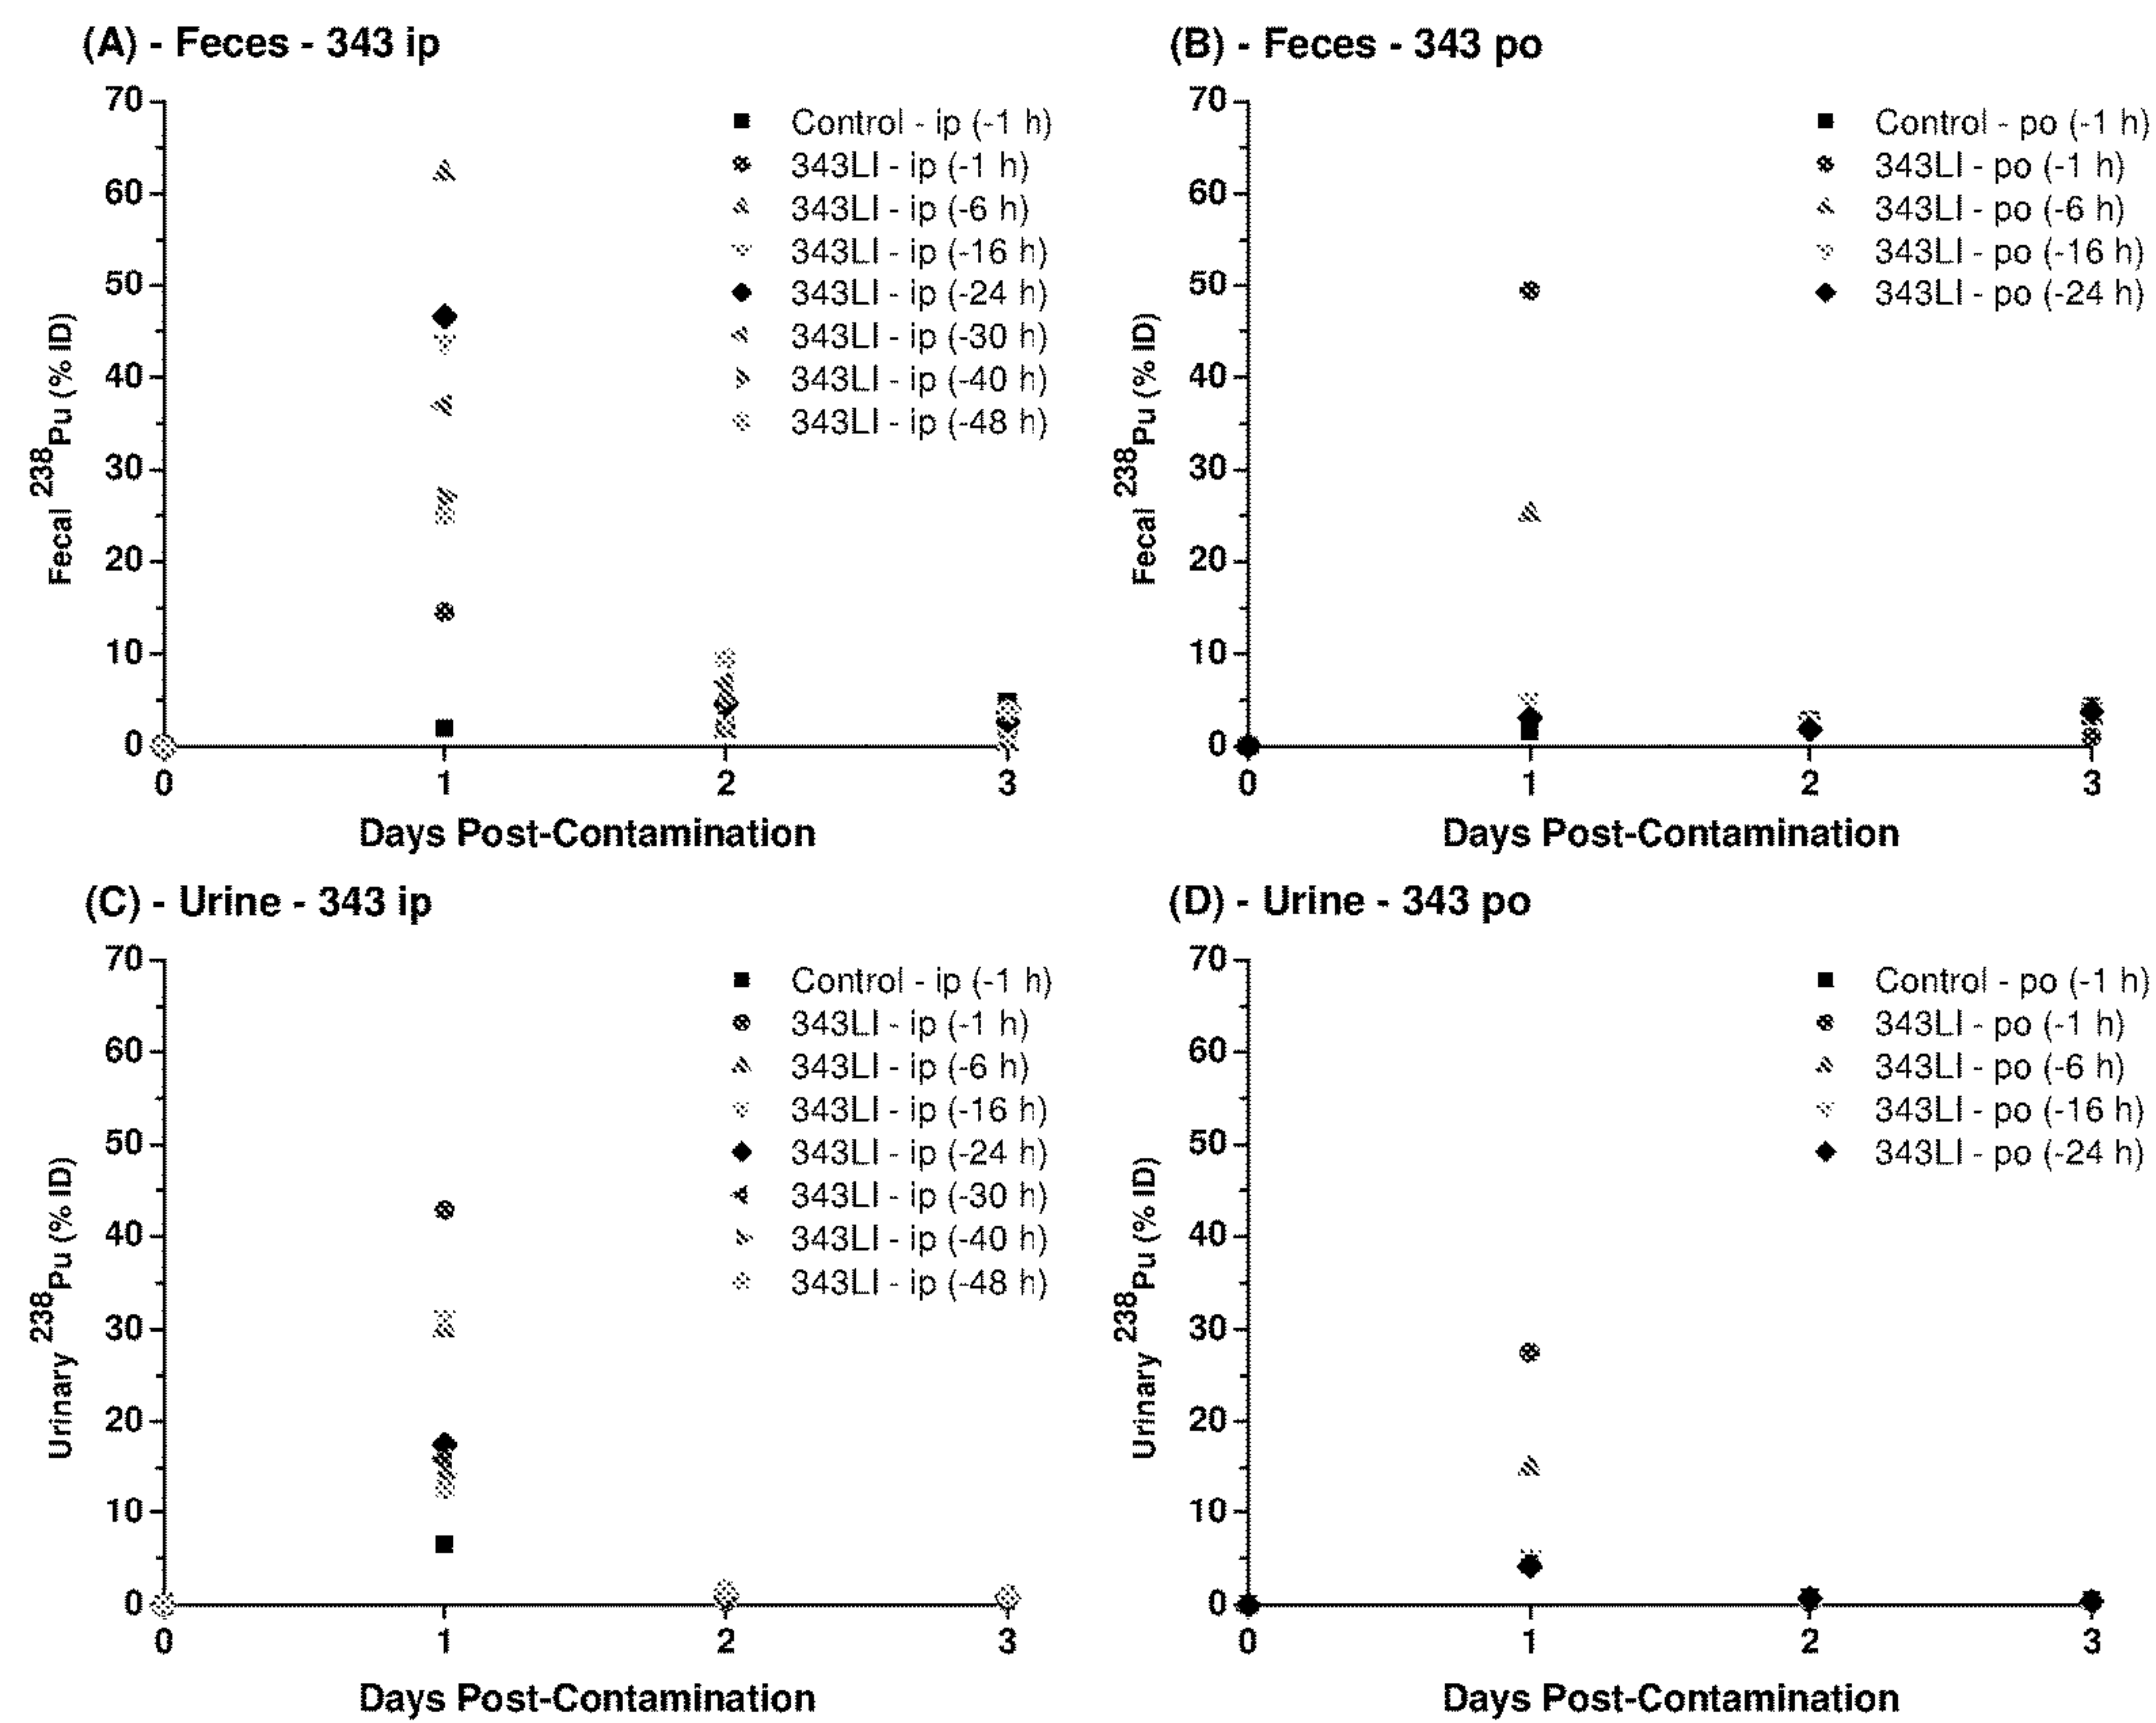 (A) - Feces - 343 ip
70
60
50
40
30
20
10
0
Fecal 238Pu (% ID)
Control - ip (-1 h)
343LI - ip (-1 h)
343LI - ip (-6 h)
343LI - ip (-16 h)
343LI - ip (-24 h)
343LI - ip (-30 h)
343LI - ip (-40 h)
343LI - ip (-48 h)
0 1 2 3
Days Post-Contamination
(B) - Feces - 343 po
70
60
50
40
30
20
10
0
Fecal 238Pu (% ID)
Control - po (-1 h)
343LI - po (-1 h)
343LI - po (-6 h)
343LI - po (-16 h)
343LI - po (-24 h)
0 1 2 3
Days Post-Contamination
(C) - Urine - 343 ip
70
60
50
40
30
20
10
0
Urinary 238Pu (% ID)
Control - ip (-1 h)
343LI - ip (-1 h)
343LI - ip (-6 h)
343LI - ip (-16 h)
343LI - ip (-24 h)
343LI - ip (-30 h)
343LI - ip (-40 h)
343LI - ip (-48 h)
0 1 2 3
Days Post-Contamination
(D) - Urine - 343 po
70
60
50
40
30
20
10
0
Urinary 238Pu (% ID)
Control - po (-1 h)
343LI - po (-1 h)
343LI - po (-6 h)
343LI - po (-16 h)
343LI - po (-24 h)
0 1 2 3
Days Post-Contamination